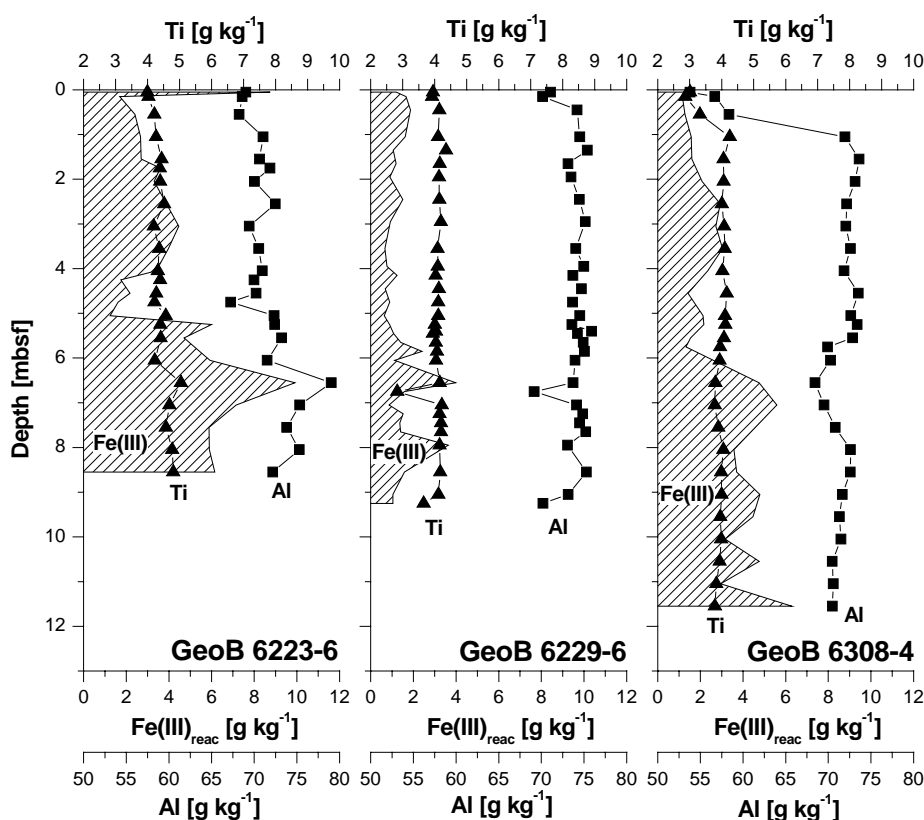 Ti [g kg⁻¹] Ti [g kg⁻¹] Ti [g kg⁻¹]
2 3 4 5 6 7 8 9 10 2 3 4 5 6 7 8 9 10 2 3 4 5 6 7 8 9 10
0
2
4
6
8
10
12
Depth [mbsf]
Fe(III) Ti Al
Fe(III) Ti Al
Fe(III) Ti Al
GeoB 6223-6 GeoB 6229-6 GeoB 6308-4
0 2 4 6 8 10 12 0 2 4 6 8 10 12 0 2 4 6 8 10 12
Fe(III)reac [g kg⁻¹] Fe(III)reac [g kg⁻¹] Fe(III)reac [g kg⁻¹]
50 55 60 65 70 75 80 50 55 60 65 70 75 80 50 55 60 65 70 75 80
Al [g kg⁻¹] Al [g kg⁻¹] Al [g kg⁻¹]